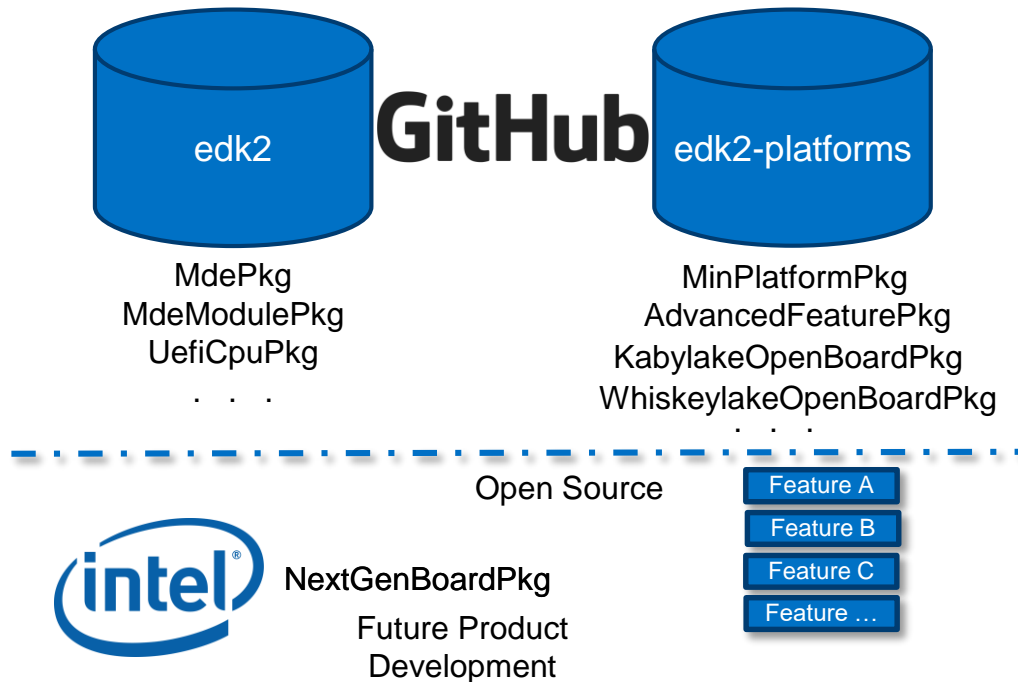 edk2
GitHub
edk2-platforms
MdePkg
MdeModulePkg
UefiCpuPkg
. . .
MinPlatformPkg
AdvancedFeaturePkg
KabylakeOpenBoardPkg
WhiskeylakeOpenBoardPkg
. . .
Open Source
Feature A
Feature B
Feature C
Feature ...
intel®
NextGenBoardPkg
Future Product
Development